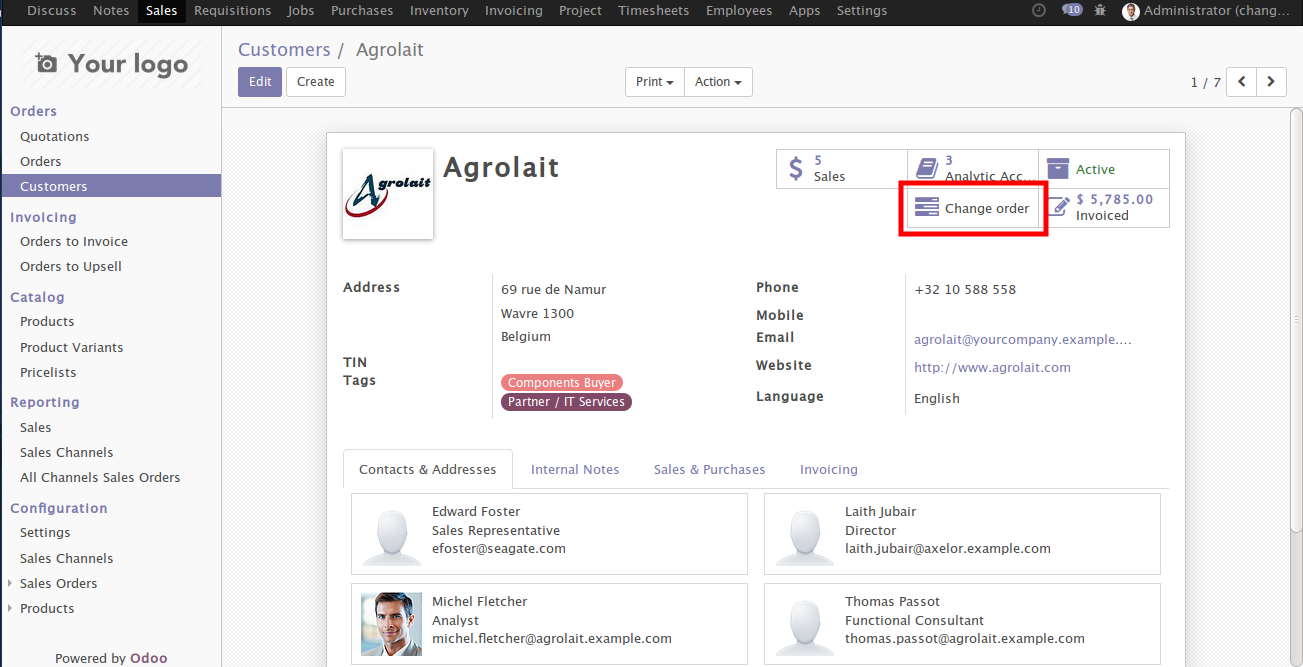 Discuss Notes Sales Requisitions Jobs Purchases Inventory Invoicing Project Timesheets Employees Apps Settings 10 Administrator (chang...
Your logo
Customers / Agrolait
Edit Create Print Action 1 / 7
Orders
Quotations
Orders
Customers
Invoicing
Orders to Invoice
Orders to Upsell
Catalog
Products
Product Variants
Pricelists
Reporting
Sales
Sales Channels
All Channels Sales Orders
Configuration
Settings
Sales Channels
Sales Orders
Products
Powered by Odoo
Agrolait
Agrolait
5
Sales
3
Analytic Acc...
Active
Change order
$ 5,785.00
Invoiced
Address
69 rue de Namur
Wavre 1300
Belgium
TIN
Tags
Components Buyer
Partner / IT Services
Phone
+32 10 588 558
Mobile
Email
agrolait@yourcompany.example....
Website
http://www.agrolait.com
Language
English
Contacts & Addresses Internal Notes Sales & Purchases Invoicing
Edward Foster
Sales Representative
efoster@seagate.com
Laith Jubair
Director
laith.jubair@axelor.example.com
Michel Fletcher
Analyst
michel.fletcher@agrolait.example.com
Thomas Passot
Functional Consultant
thomas.passot@agrolait.example.com